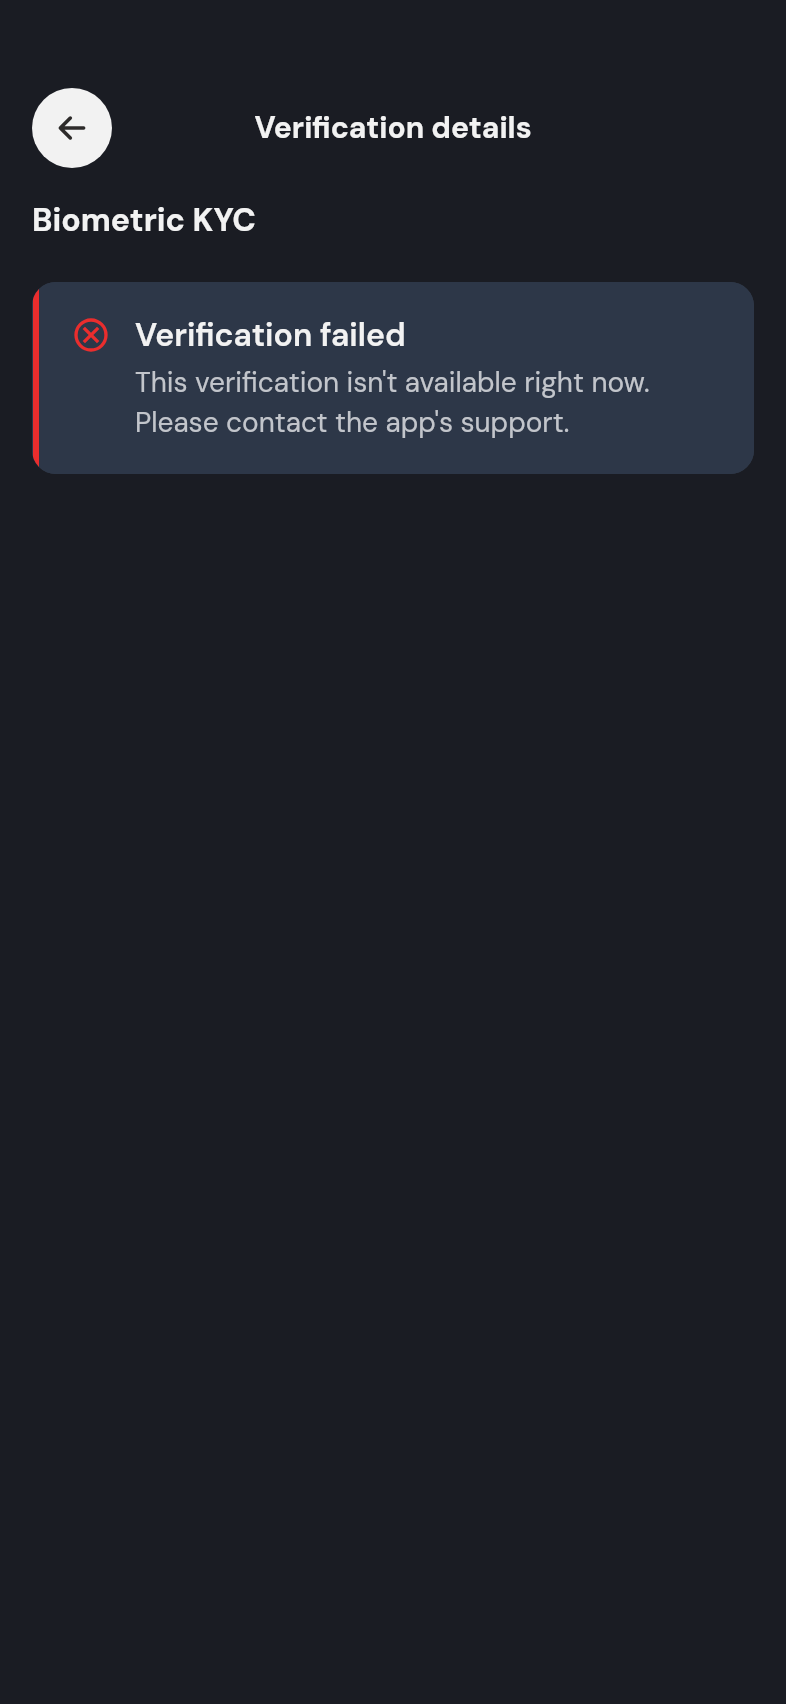 Verification details
Biometric KYC
Verification failed
This verification isn't available right now.
Please contact the app's support.